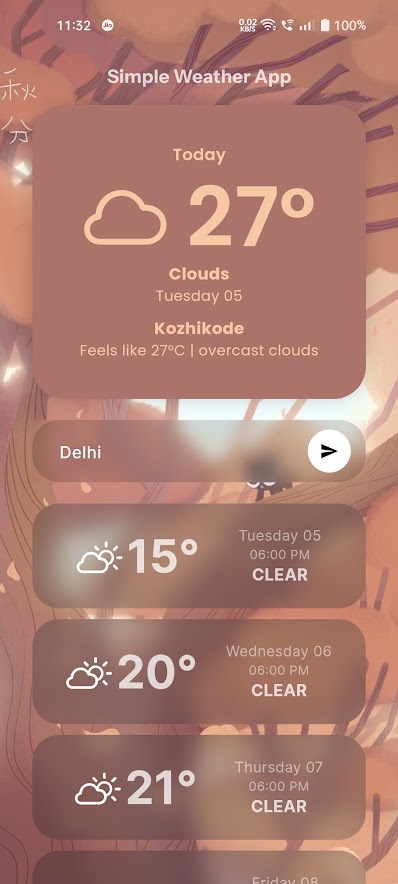 11:32 Jio 0.02 KB/S 100%
Simple Weather App
秋
分
Today
27°
Clouds
Tuesday 05
Kozhikode
Feels like 27°C | overcast clouds
Delhi
15°
Tuesday 05
06:00 PM
CLEAR
20°
Wednesday 06
06:00 PM
CLEAR
21°
Thursday 07
06:00 PM
CLEAR
Friday 08